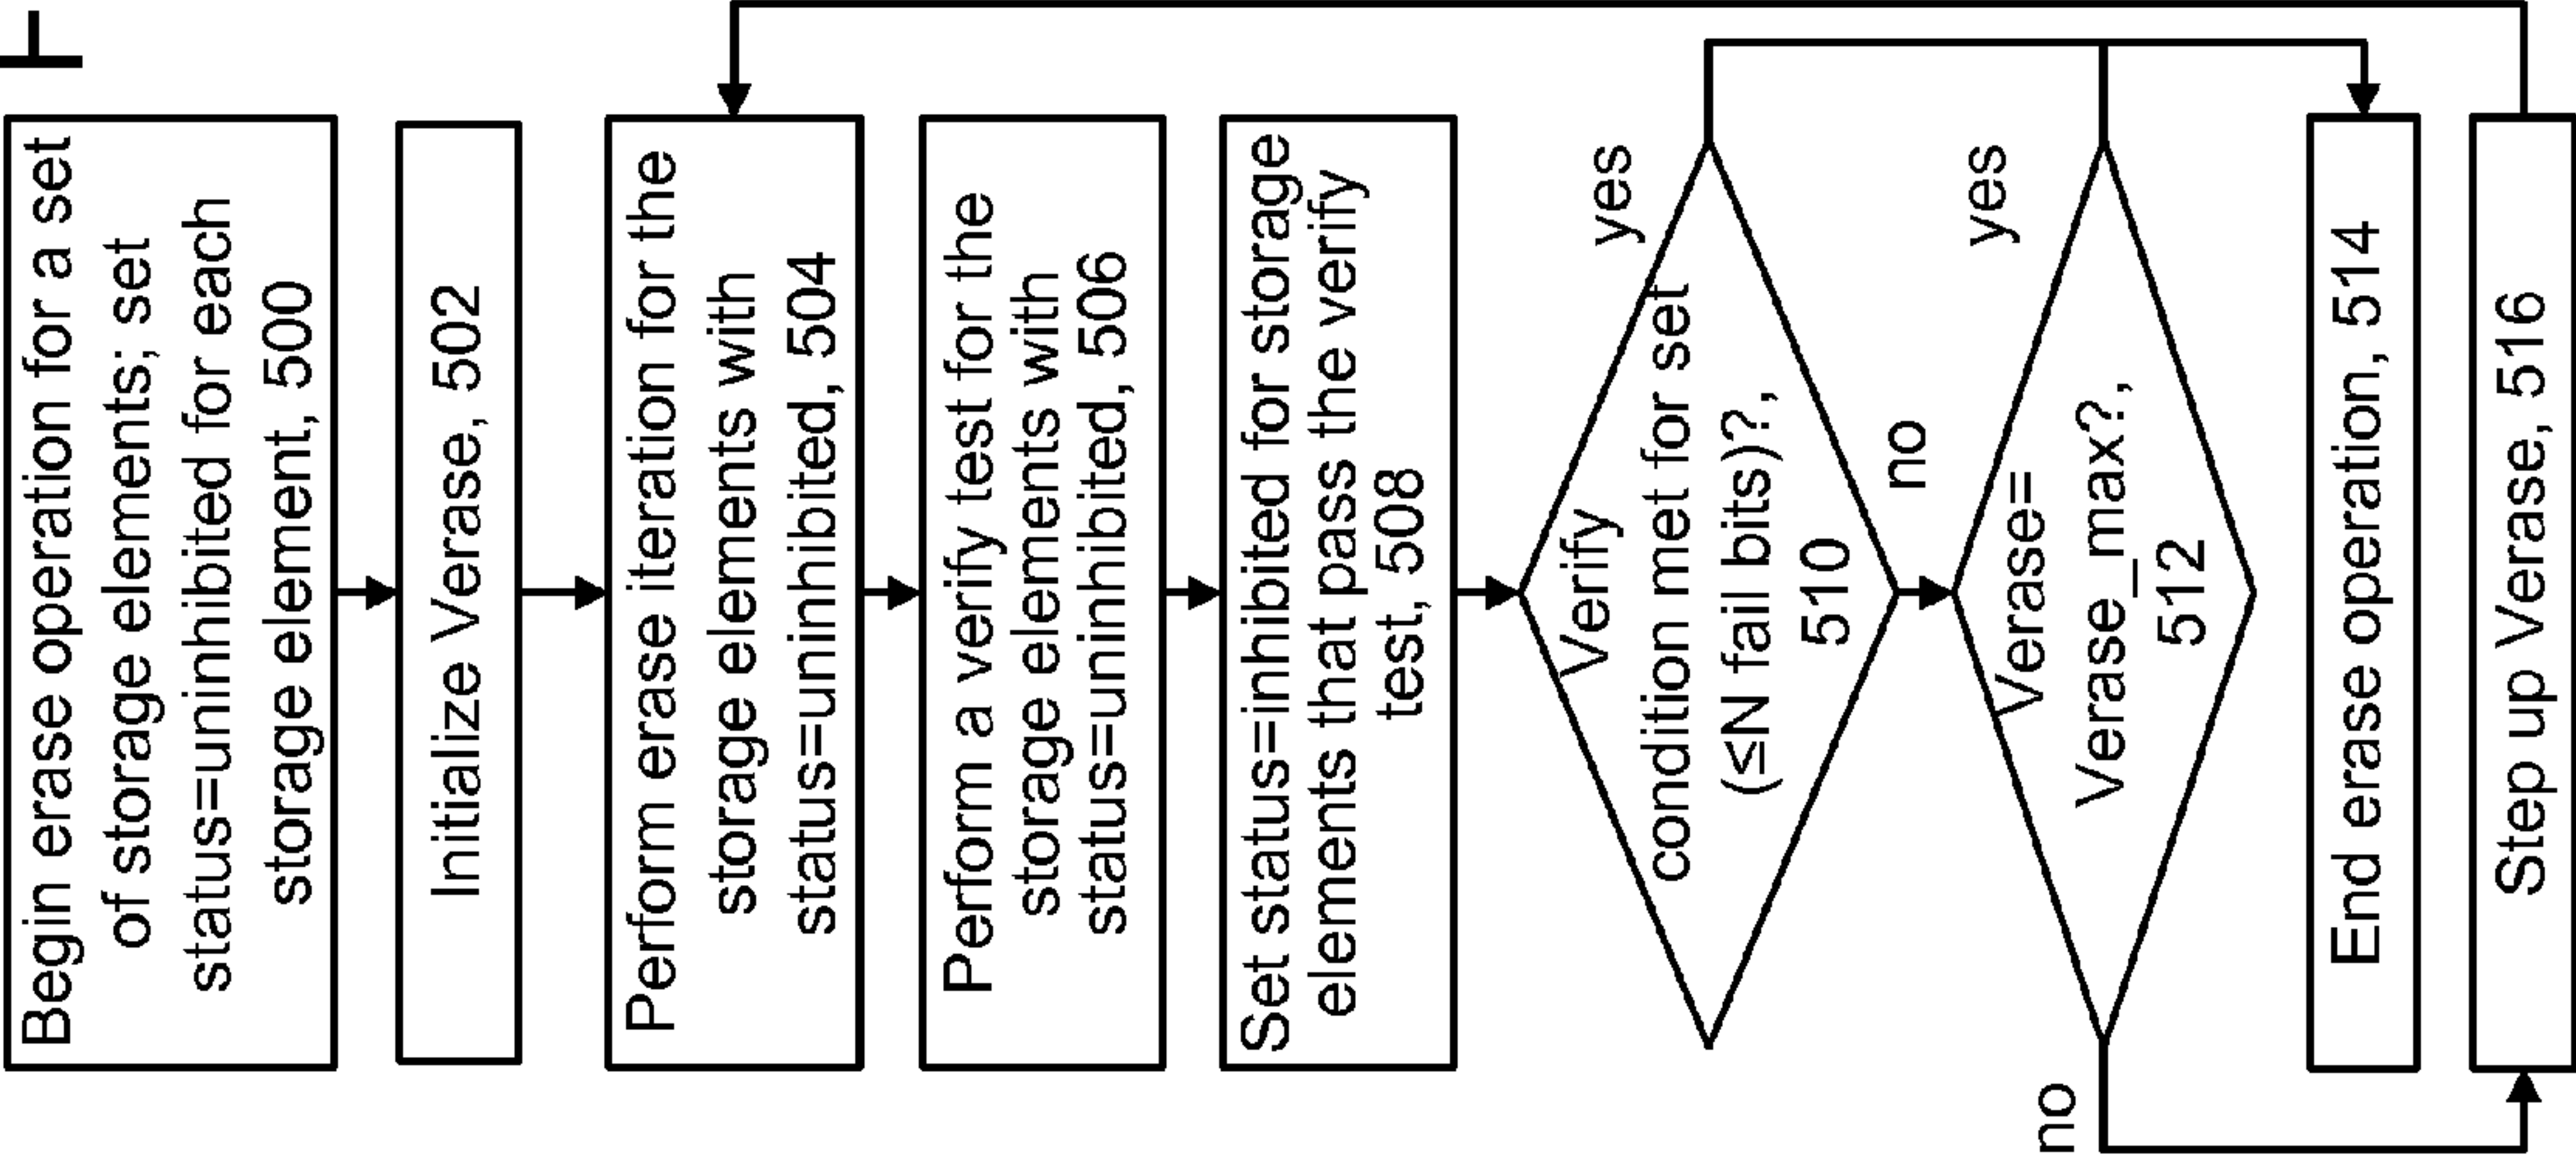 Begin erase operation for a set
of storage elements; set
status=uninhibited for each
storage element, 500
Initialize Verase, 502
Perform erase iteration for the
storage elements with
status=uninhibited, 504
Perform a verify test for the
storage elements with
status=uninhibited, 506
Set status=inhibited for storage
elements that pass the verify
test, 508
Verify
condition met for set
(≤N fail bits)?,
510
yes
no
Verase=
Verase_max?,
512
yes
no
End erase operation, 514
Step up Verase, 516